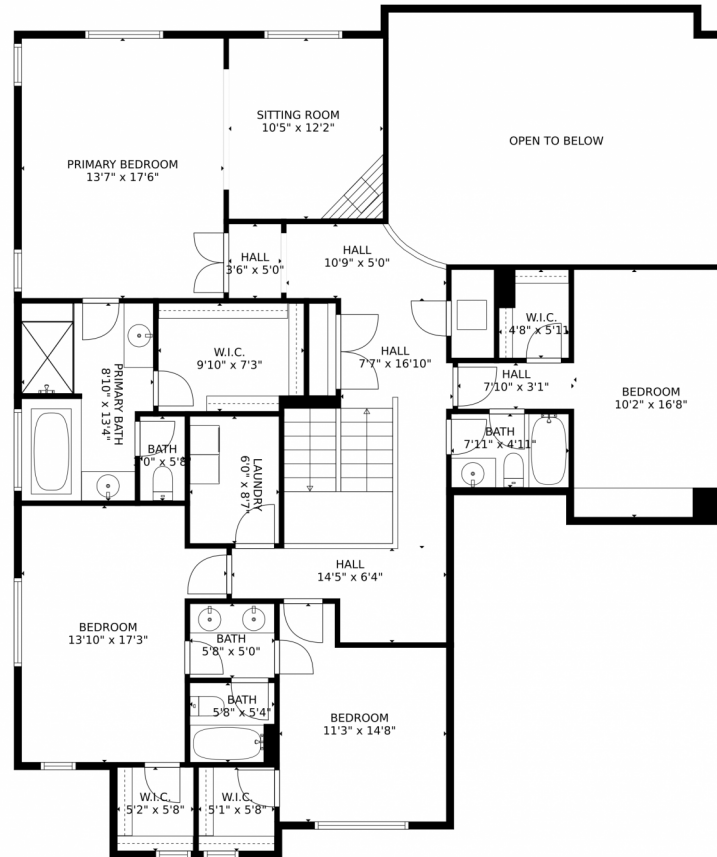 SITTING ROOM
10'5" x 12'2"
OPEN TO BELOW
PRIMARY BEDROOM
13'7" x 17'6"
HALL
3'6" x 5'0"
HALL
10'9" x 5'0"
W.I.C.
4'8" x 5'11
W.I.C.
9'10" x 7'3"
HALL
7'7" x 16'10"
HALL
7'10" x 3'1"
PRIMARY BATH
8'10" x 13'4"
BEDROOM
10'2" x 16'8"
BATH
7'11" x 4'11"
BATH
LAUNDRY
6'0" x 8'7"
HALL
14'5" x 6'4"
BEDROOM
13'10" x 17'3"
BATH
5'8" x 5'0"
BATH
5'8" x 5'4"
BEDROOM
11'3" x 14'8"
W.I.C.
5'2" x 5'8"
W.I.C.
5'1" x 5'8"